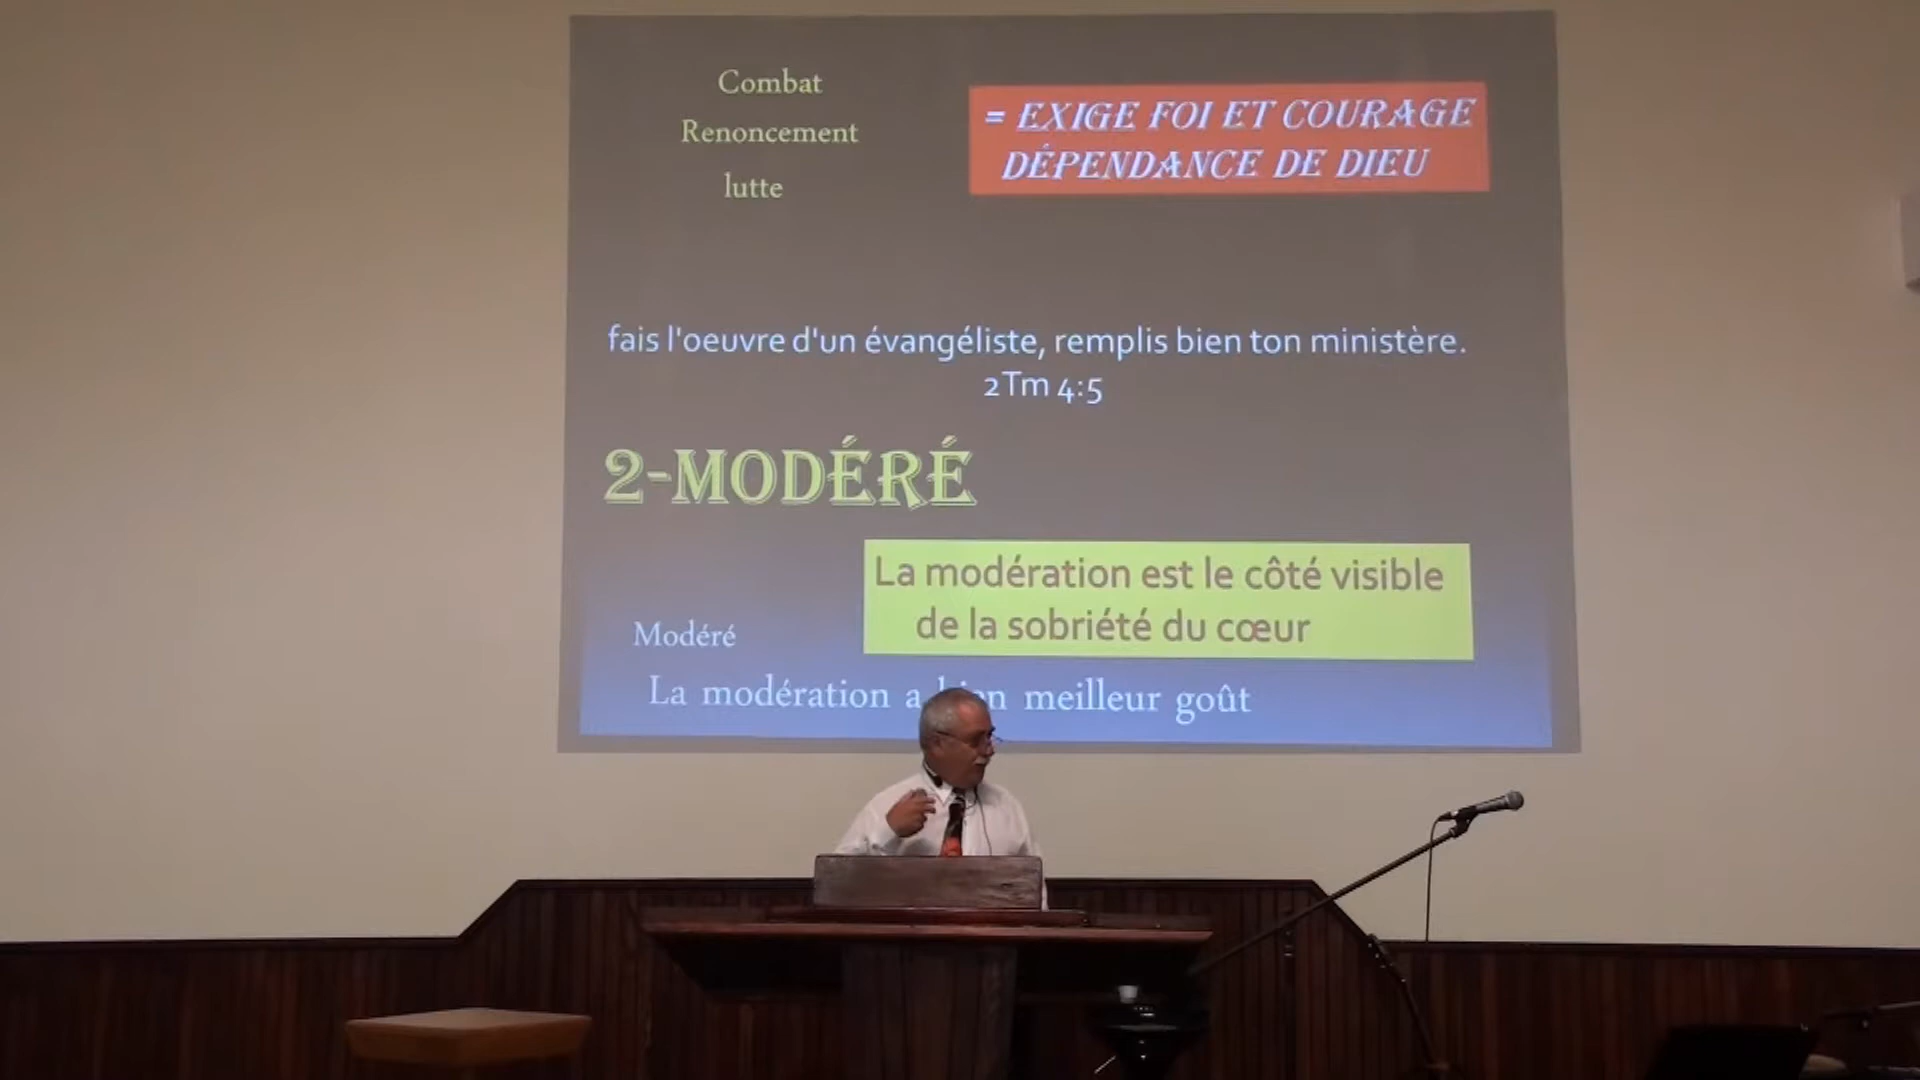 Combat
Renoncement
lutte
= EXIGE FOI ET COURAGE
DÉPENDANCE DE DIEU
fais l'oeuvre d'un évangéliste, remplis bien ton ministère.
2Tm 4:5
2-MODÉRÉ
La modération est le côté visible
de la sobriété du cœur
Modéré
La modération a meilleur goût